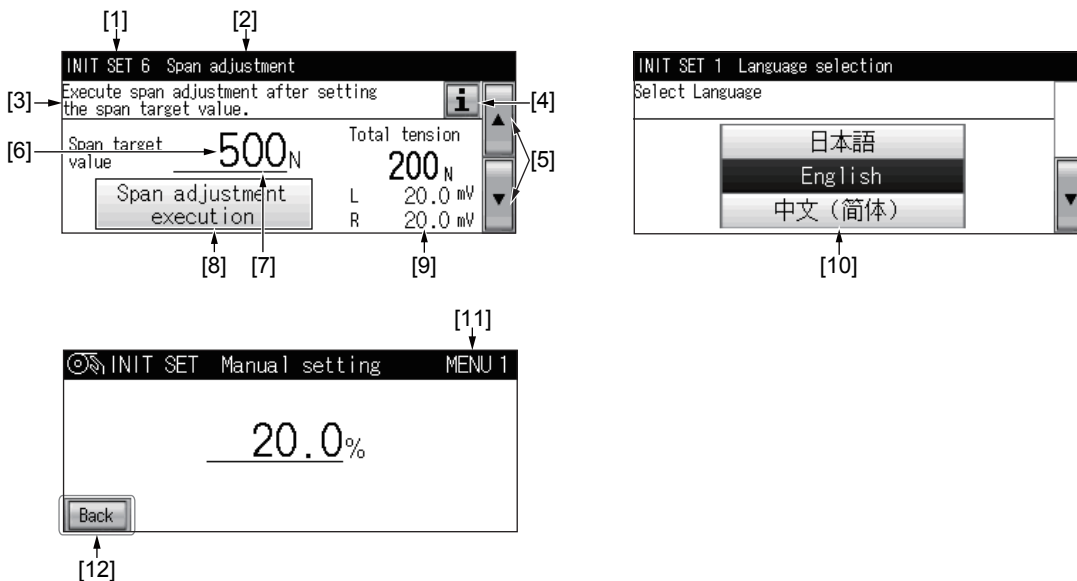 [1]
[2]
INIT SET 6 Span adjustment
Execute span adjustment after setting
the span target value.
i
[3]
[4]
▲
[5]
▼
[6]
Span target
value
500N
Total tension
200 N
L 20.0 mV
R 20.0 mV
Span adjustment
execution
[8]
[7]
[9]
INIT SET 1 Language selection
Select Language
日本語
English
中文（简体）
▼
[10]
[11]
INIT SET Manual setting MENU 1
20.0%
Back
[12]